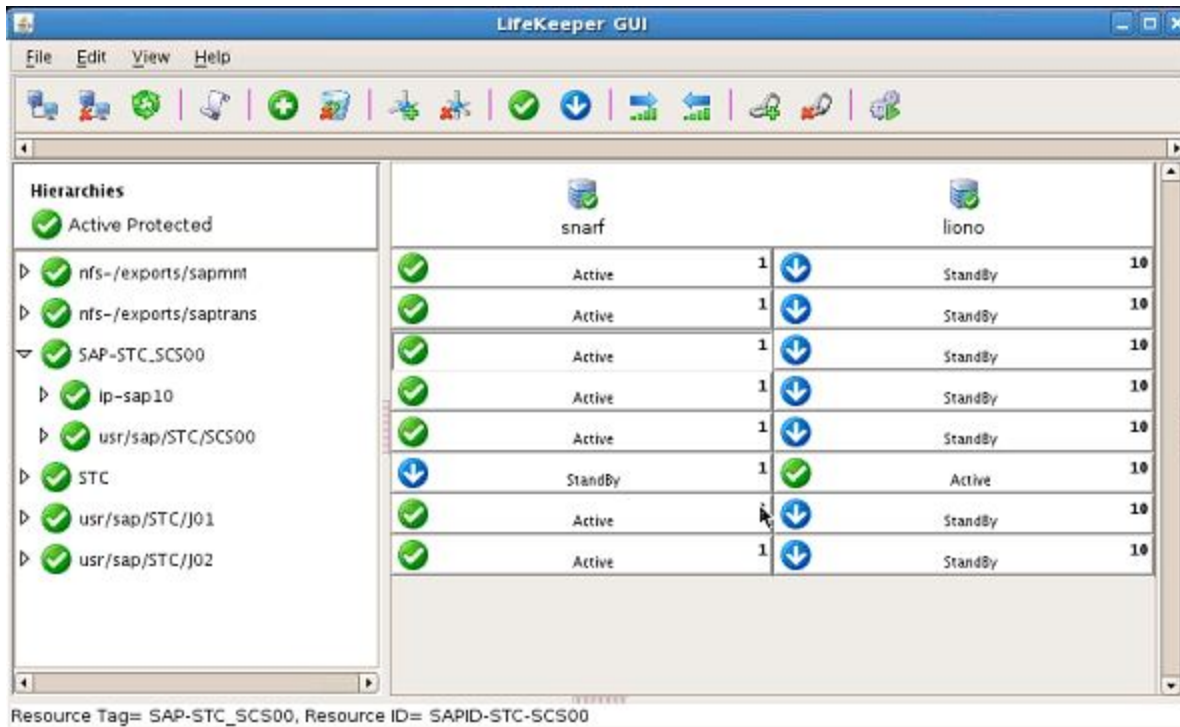 LifeKeeper GUI
File Edit View Help
Hierarchies
Active Protected
snarf liono
nfs-/exports/sapmnt Active 1 StandBy 10
nfs-/exports/saptrans Active 1 StandBy 10
SAP-STC_SCS00 Active 1 StandBy 10
ip-sap10 Active 1 StandBy 10
usr/sap/STC/SCS00 Active 1 StandBy 10
STC StandBy 1 Active 10
usr/sap/STC/J01 Active StandBy 10
usr/sap/STC/J02 Active 1 StandBy 10
Resource Tag= SAP-STC_SCS00, Resource ID= SAPID-STC-SCS00